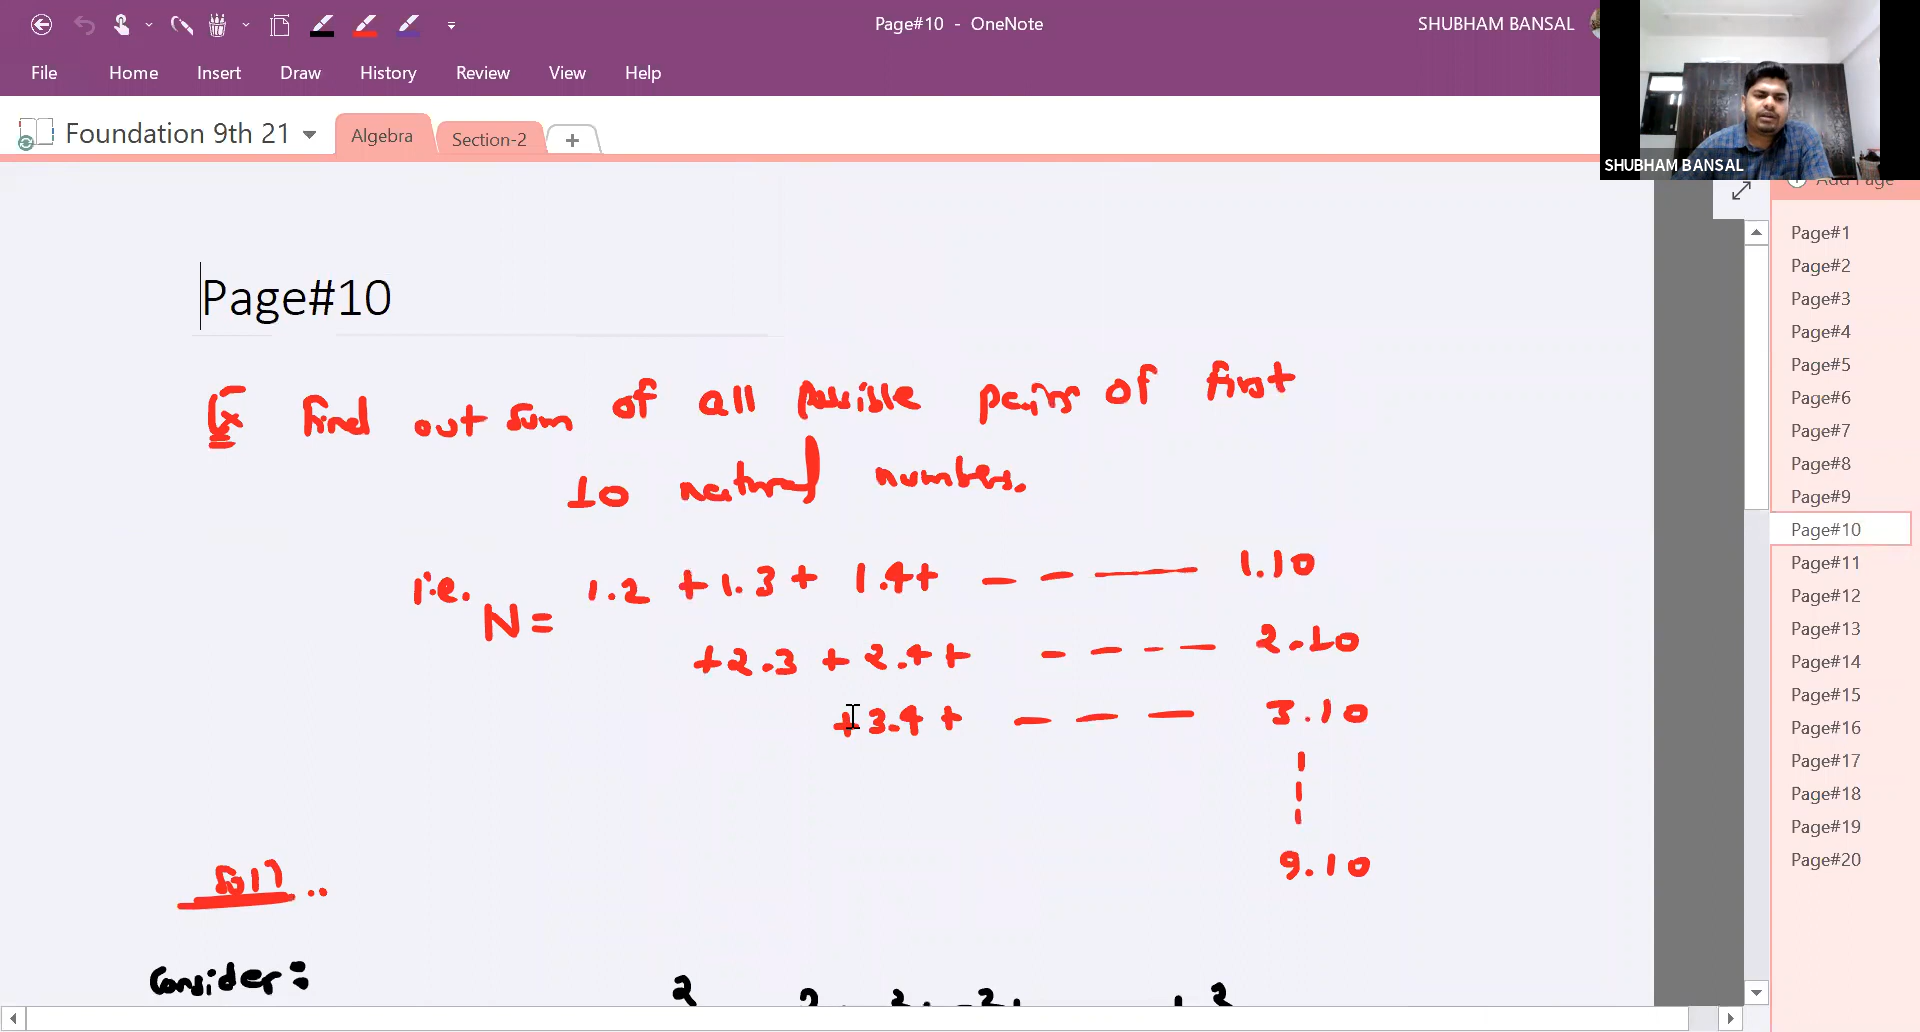 Page#10 - OneNote
SHUBHAM BANSAL
File Home Insert Draw History Review View Help
SHUBHAM BANSAL
Foundation 9th 21
Algebra
Section-2
Add Page
Page#1
Page#2
Page#3
Page#4
Page#5
Page#6
Page#7
Page#8
Page#9
Page#10
Page#11
Page#12
Page#13
Page#14
Page#15
Page#16
Page#17
Page#18
Page#19
Page#20
Page#10
Ex Find out sum of all possible pairs of first
10 natural numbers.
i.e. N = 1.2 + 1.3 + 1.4 + - - - 1.10
+ 2.3 + 2.4 + - - - - 2.10
+ 3.4 + - - - 3.10
9.10
Soln ..
Consider :